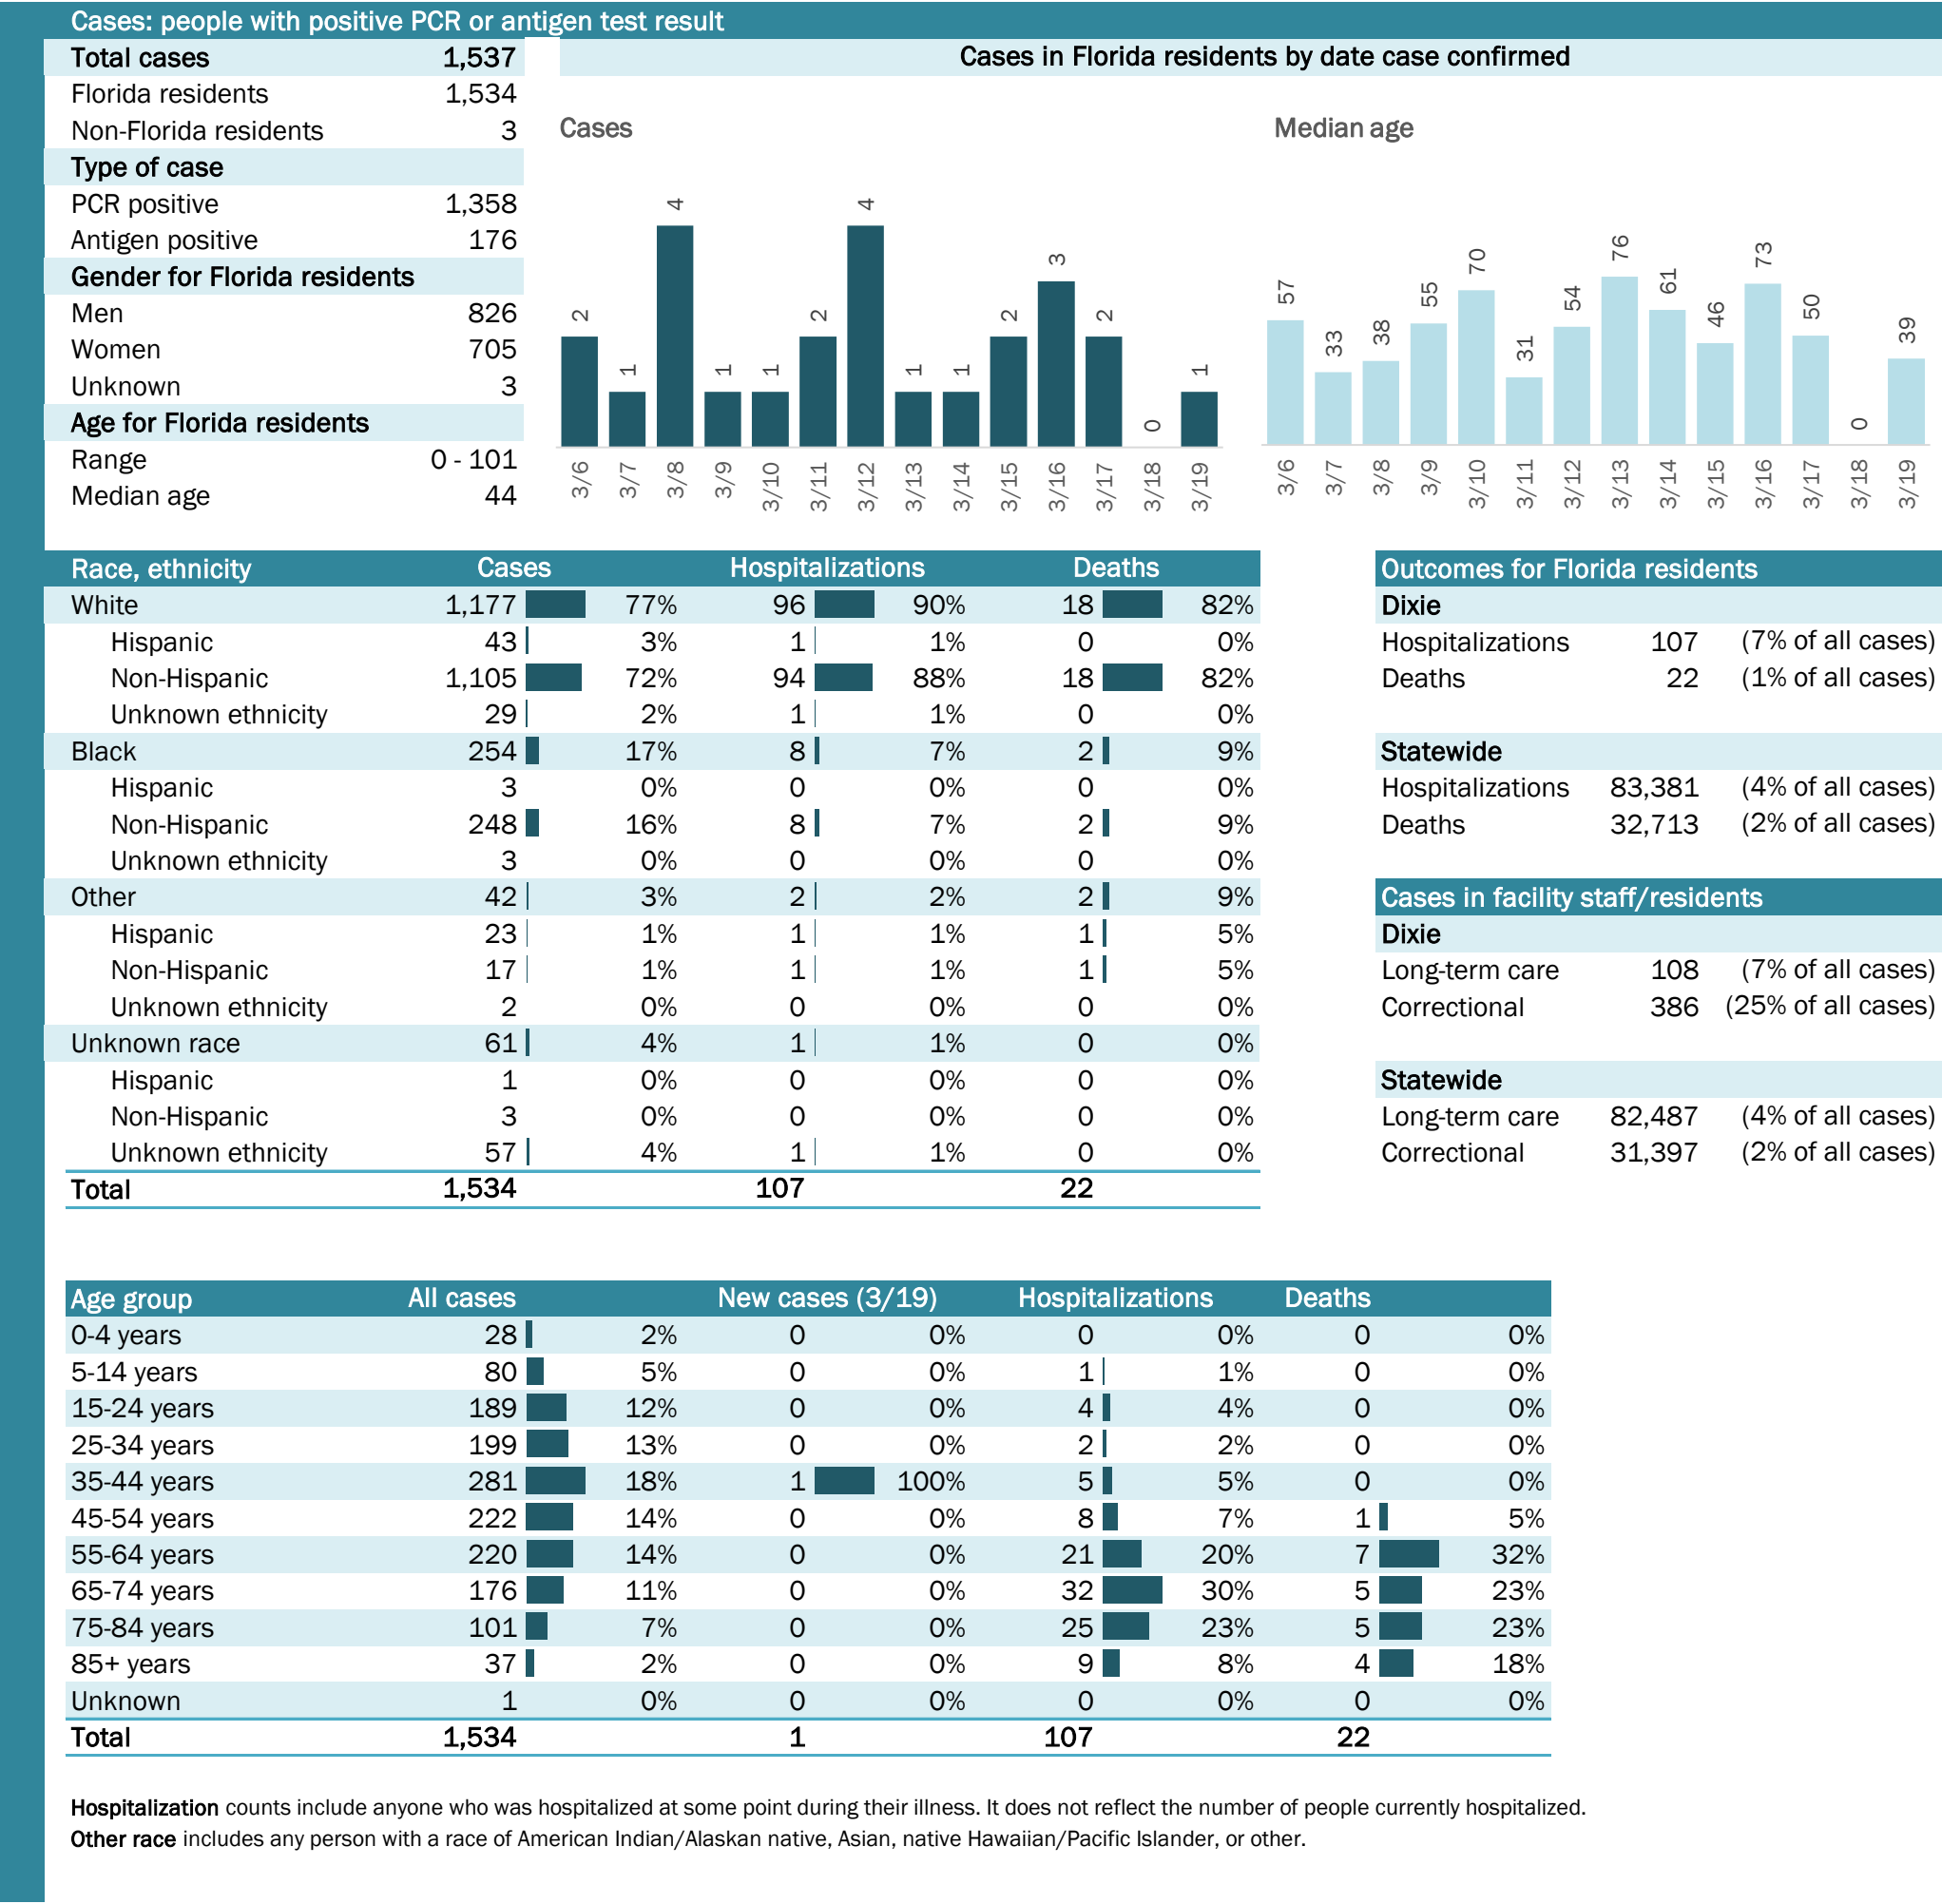 Cases: people with positive PCR or antigen test result
Total cases 1,537
Florida residents 1,534
Non-Florida residents 3
Type of case
PCR positive 1,358
Antigen positive 176
Gender for Florida residents
Men 826
Women 705
Unknown 3
Age for Florida residents
Range 0 - 101
Median age 44
Cases in Florida residents by date case confirmed
Cases
2 1 4 1 1 2 4 1 1 2 3 2 0 1
3/6 3/7 3/8 3/9 3/10 3/11 3/12 3/13 3/14 3/15 3/16 3/17 3/18 3/19
Median age
57 33 38 55 70 31 54 76 61 46 73 50 0 39
3/6 3/7 3/8 3/9 3/10 3/11 3/12 3/13 3/14 3/15 3/16 3/17 3/18 3/19
Race, ethnicity Cases Hospitalizations Deaths
White 1,177 77% 96 90% 18 82%
Hispanic 43 3% 1 1% 0 0%
Non-Hispanic 1,105 72% 94 88% 18 82%
Unknown ethnicity 29 2% 1 1% 0 0%
Black 254 17% 8 7% 2 9%
Hispanic 3 0% 0 0% 0 0%
Non-Hispanic 248 16% 8 7% 2 9%
Unknown ethnicity 3 0% 0 0% 0 0%
Other 42 3% 2 2% 2 9%
Hispanic 23 1% 1 1% 1 5%
Non-Hispanic 17 1% 1 1% 1 5%
Unknown ethnicity 2 0% 0 0% 0 0%
Unknown race 61 4% 1 1% 0 0%
Hispanic 1 0% 0 0% 0 0%
Non-Hispanic 3 0% 0 0% 0 0%
Unknown ethnicity 57 4% 1 1% 0 0%
Total 1,534 107 22
Outcomes for Florida residents
Dixie
Hospitalizations 107 (7% of all cases)
Deaths 22 (1% of all cases)
Statewide
Hospitalizations 83,381 (4% of all cases)
Deaths 32,713 (2% of all cases)
Cases in facility staff/residents
Dixie
Long-term care 108 (7% of all cases)
Correctional 386 (25% of all cases)
Statewide
Long-term care 82,487 (4% of all cases)
Correctional 31,397 (2% of all cases)
Age group All cases New cases (3/19) Hospitalizations Deaths
0-4 years 28 2% 0 0% 0 0% 0 0%
5-14 years 80 5% 0 0% 1 1% 0 0%
15-24 years 189 12% 0 0% 4 4% 0 0%
25-34 years 199 13% 0 0% 2 2% 0 0%
35-44 years 281 18% 1 100% 5 5% 0 0%
45-54 years 222 14% 0 0% 8 7% 1 5%
55-64 years 220 14% 0 0% 21 20% 7 32%
65-74 years 176 11% 0 0% 32 30% 5 23%
75-84 years 101 7% 0 0% 25 23% 5 23%
85+ years 37 2% 0 0% 9 8% 4 18%
Unknown 1 0% 0 0% 0 0% 0 0%
Total 1,534 1 107 22
Hospitalization counts include anyone who was hospitalized at some point during their illness. It does not reflect the number of people currently hospitalized.
Other race includes any person with a race of American Indian/Alaskan native, Asian, native Hawaiian/Pacific Islander, or other.